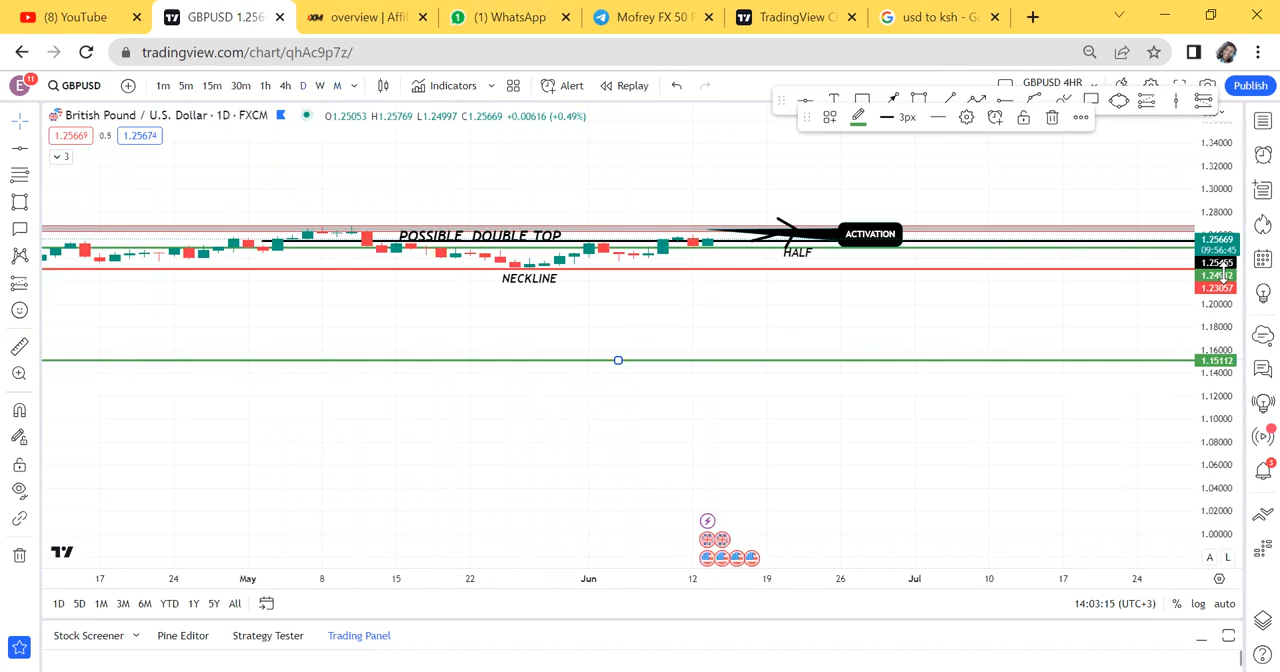 (8) YouTube
GBPUSD 1.256
overview | Affil
(1) WhatsApp
Mofrey FX 50 F
TradingView C
usd to ksh - G
tradingview.com/chart/qhAc9p7z/
E 11 GBPUSD 1m 5m 15m 30m 1h 4h D W M Indicators Alert Replay GBPUSD 4HR Publish
3px
British Pound / U.S. Dollar · 1D · FXCM O1.25053 H1.25769 L1.24997 C1.25669 +0.00616 (+0.49%)
1.25669 0.5 1.25674
3
1.34000
1.32000
1.30000
1.28000
POSSIBLE DOUBLE TOP
ACTIVATION
1.25669
09:56:45
HALF
NECKLINE
1.23057
1.20000
1.18000
1.16000
1.15112
1.14000
1.12000
1.10000
1.08000
1.06000
1.04000
1.02000
1.00000
A L
17 24 May 8 15 22 Jun 12 19 26 Jul 10 17 24
1D 5D 1M 3M 6M YTD 1Y 5Y All 14:03:15 (UTC+3) % log auto
Stock Screener Pine Editor Strategy Tester Trading Panel
3